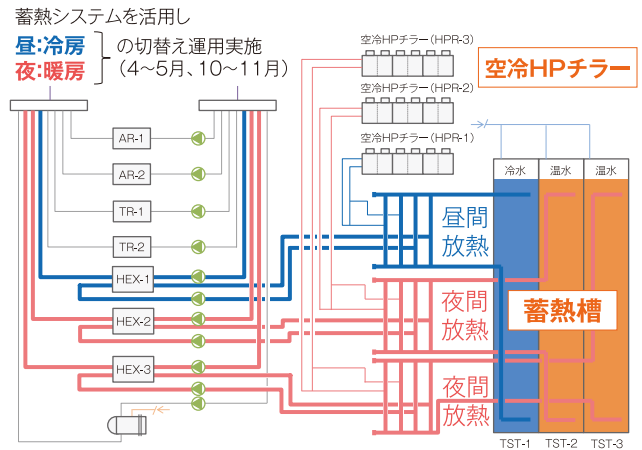 蓄熱システムを活用し
昼:冷房
夜:暖房
の切替え運用実施
(4〜5月、10〜11月)
空冷HPチラー(HPR-3)
空冷HPチラー(HPR-2)
空冷HPチラー(HPR-1)
空冷HPチラー
AR-1
AR-2
TR-1
TR-2
HEX-1
HEX-2
HEX-3
冷水
温水
温水
昼間
放熱
夜間
放熱
夜間
放熱
蓄熱槽
TST-1
TST-2
TST-3